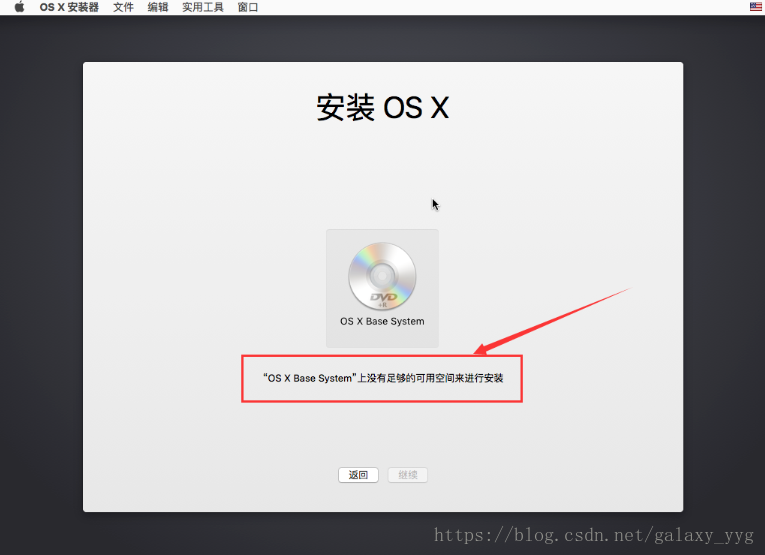 OS X 安装器 文件 编辑 实用工具 窗口
安装 OS X
DVD
+R
OS X Base System
“OS X Base System”上没有足够的可用空间来进行安装
返回 继续
https://blog.csdn.net/galaxy_yyg